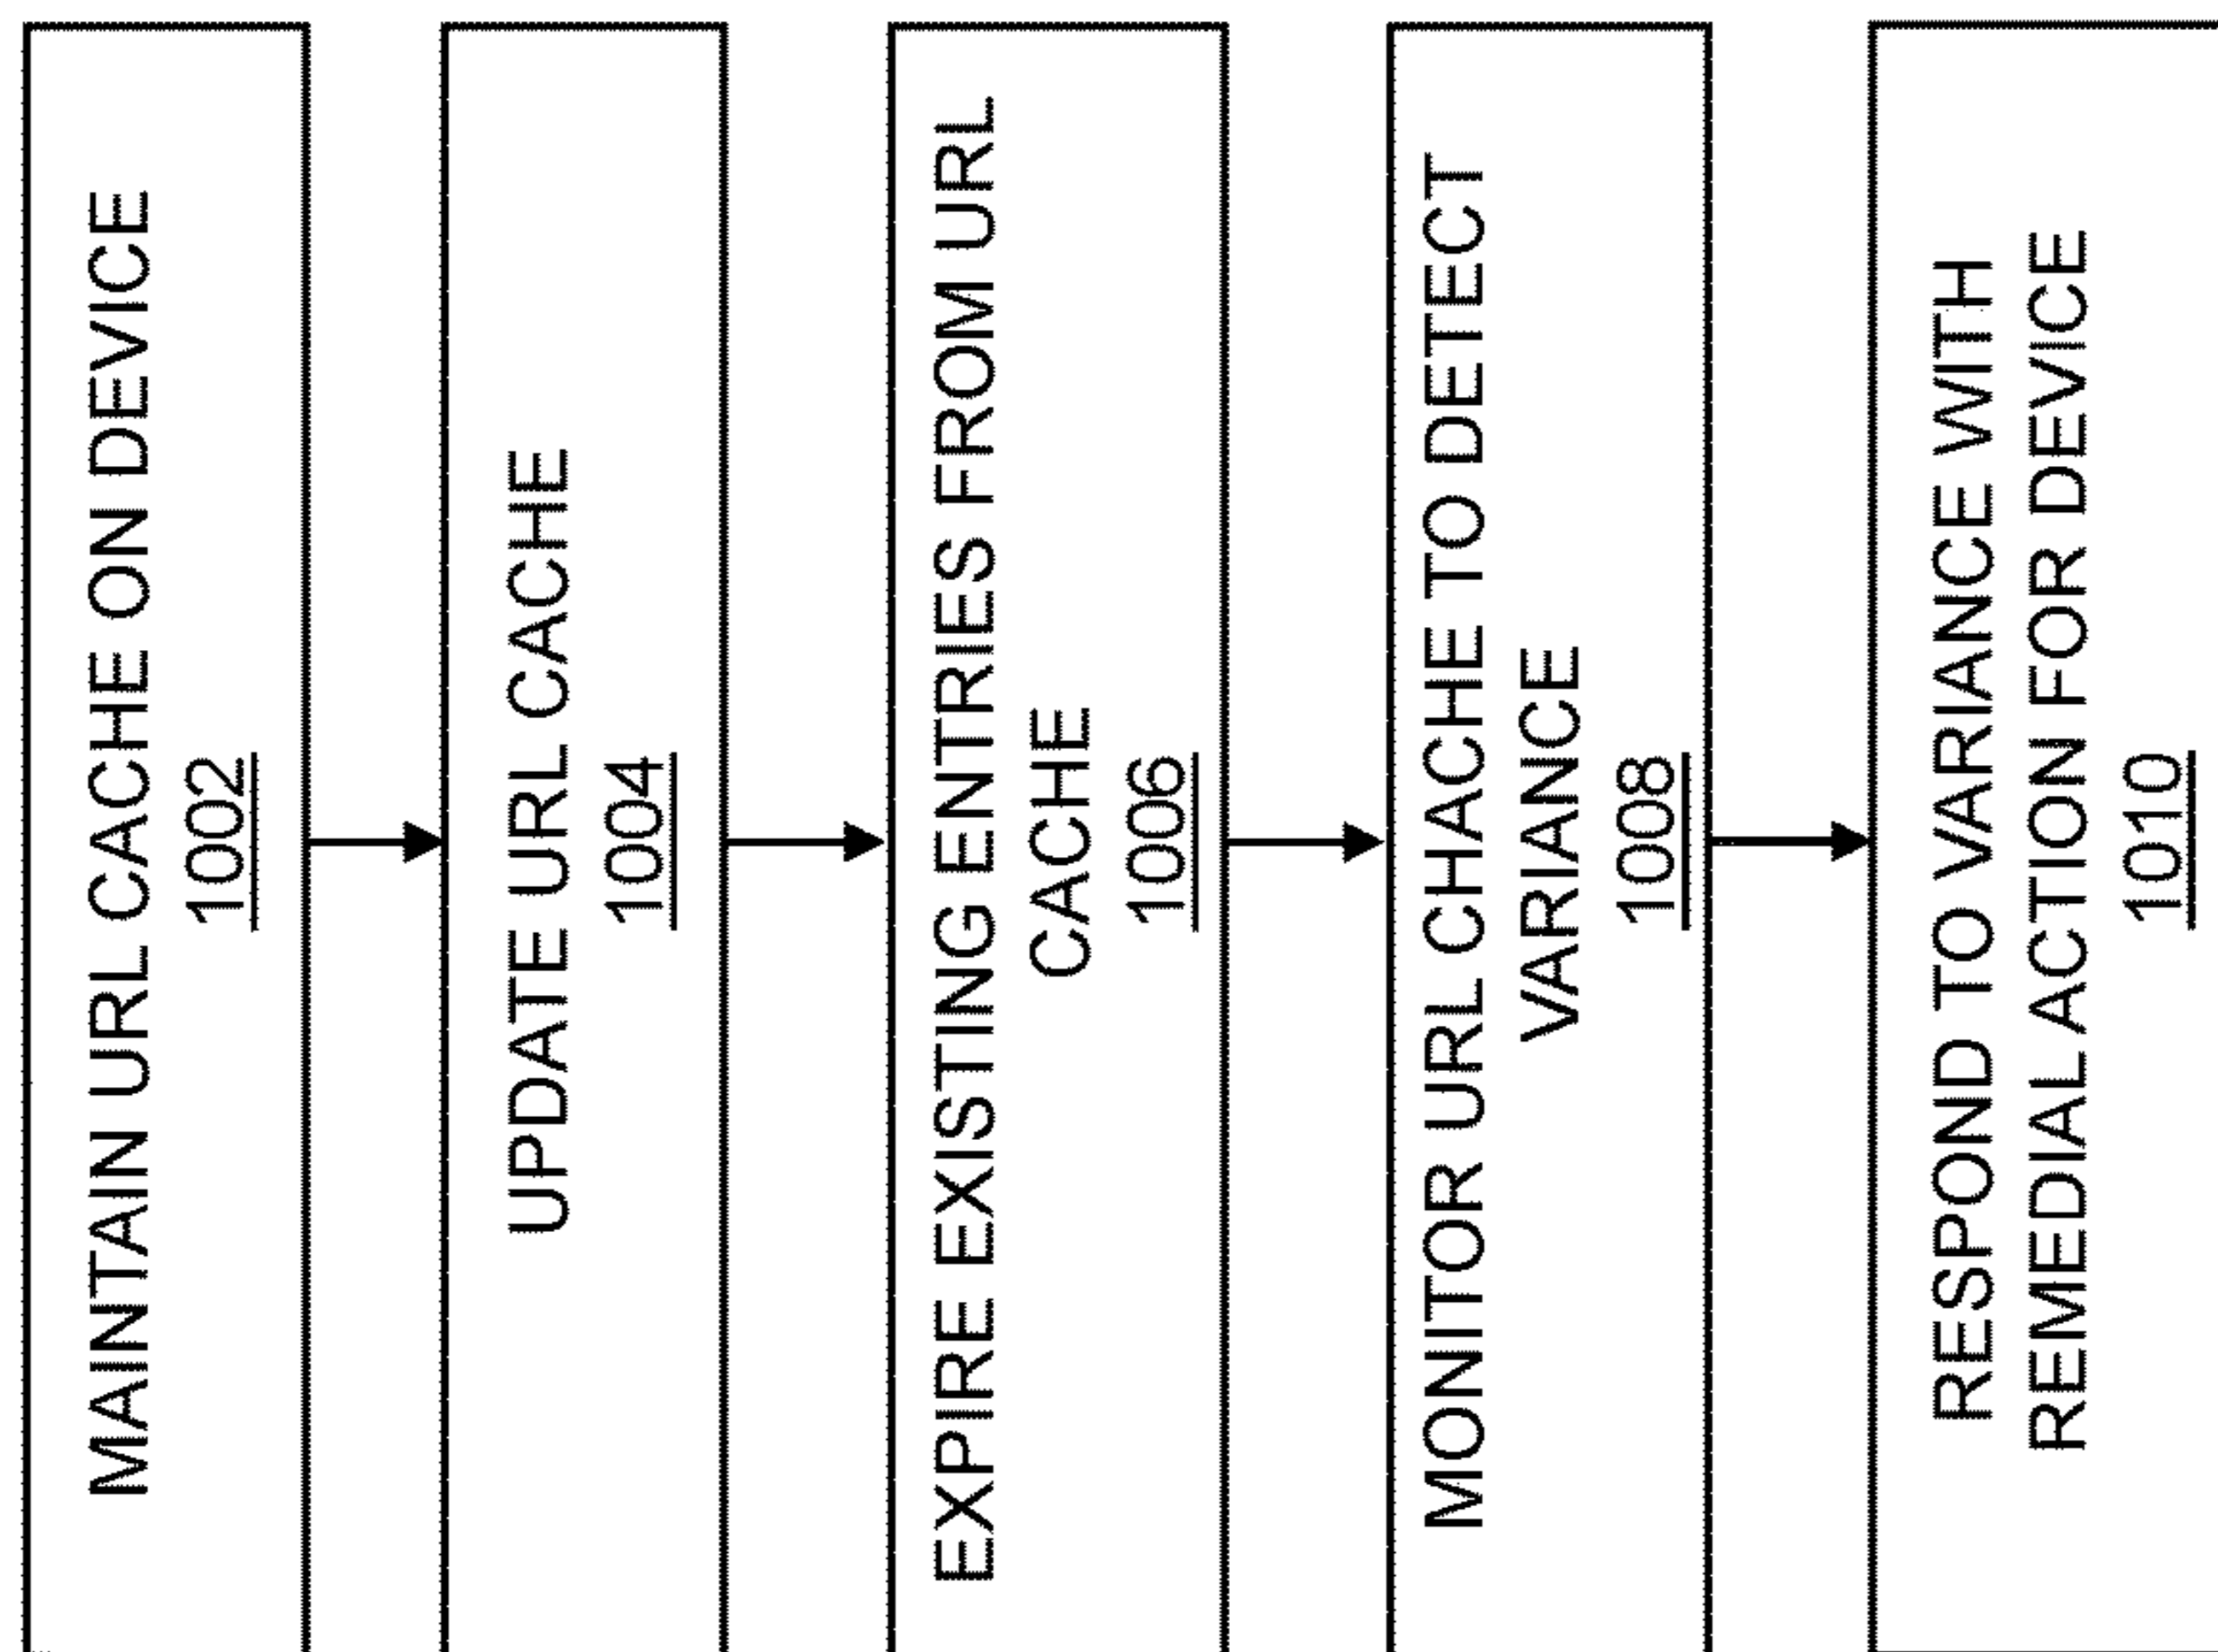 MAINTAIN URL CACHE ON DEVICE
1002
UPDATE URL CACHE
1004
EXPIRE EXISTING ENTRIES FROM URL
CACHE
1006
MONITOR URL CHACHE TO DETECT
VARIANCE
1008
RESPOND TO VARIANCE WITH
REMEDIAL ACTION FOR DEVICE
1010